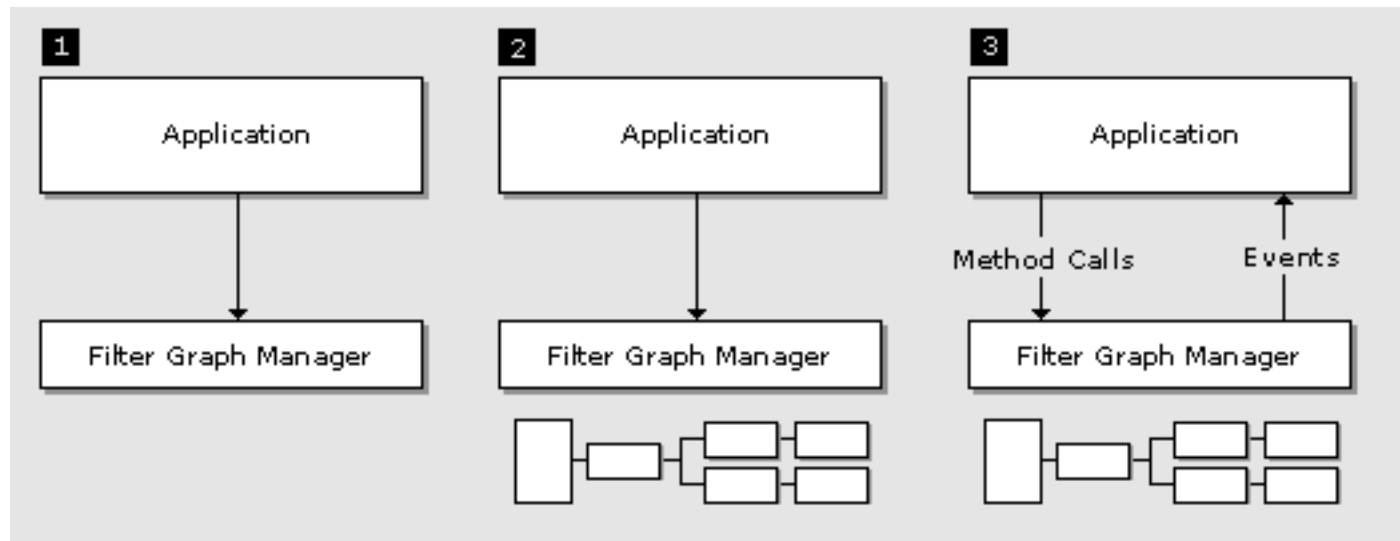 1
Application
Filter Graph Manager
2
Application
Filter Graph Manager
3
Application
Method Calls
Events
Filter Graph Manager